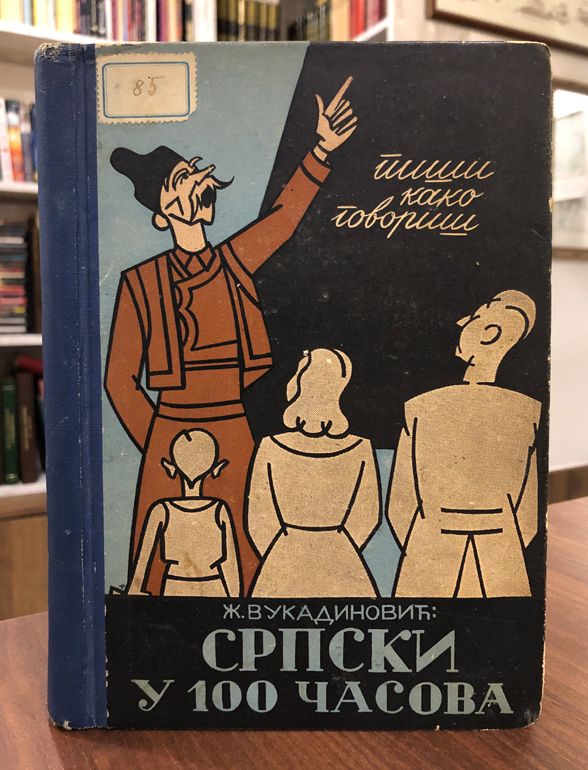 85
пиши
како
говориш
Ж. ВУКАДИНОВИЋ:
СРПСКИ
У 100 ЧАСОВА